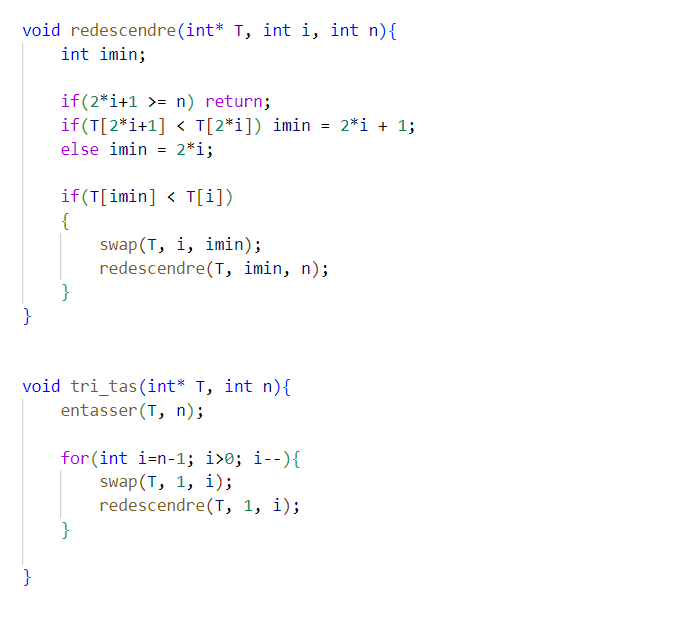 void redescendre(int* T, int i, int n){
    int imin;

    if(2*i+1 >= n) return;
    if(T[2*i+1] < T[2*i]) imin = 2*i + 1;
    else imin = 2*i;

    if(T[imin] < T[i])
    {
        swap(T, i, imin);
        redescendre(T, imin, n);
    }
}


void tri_tas(int* T, int n){
    entasser(T, n);

    for(int i=n-1; i>0; i--){
        swap(T, 1, i);
        redescendre(T, 1, i);
    }

}